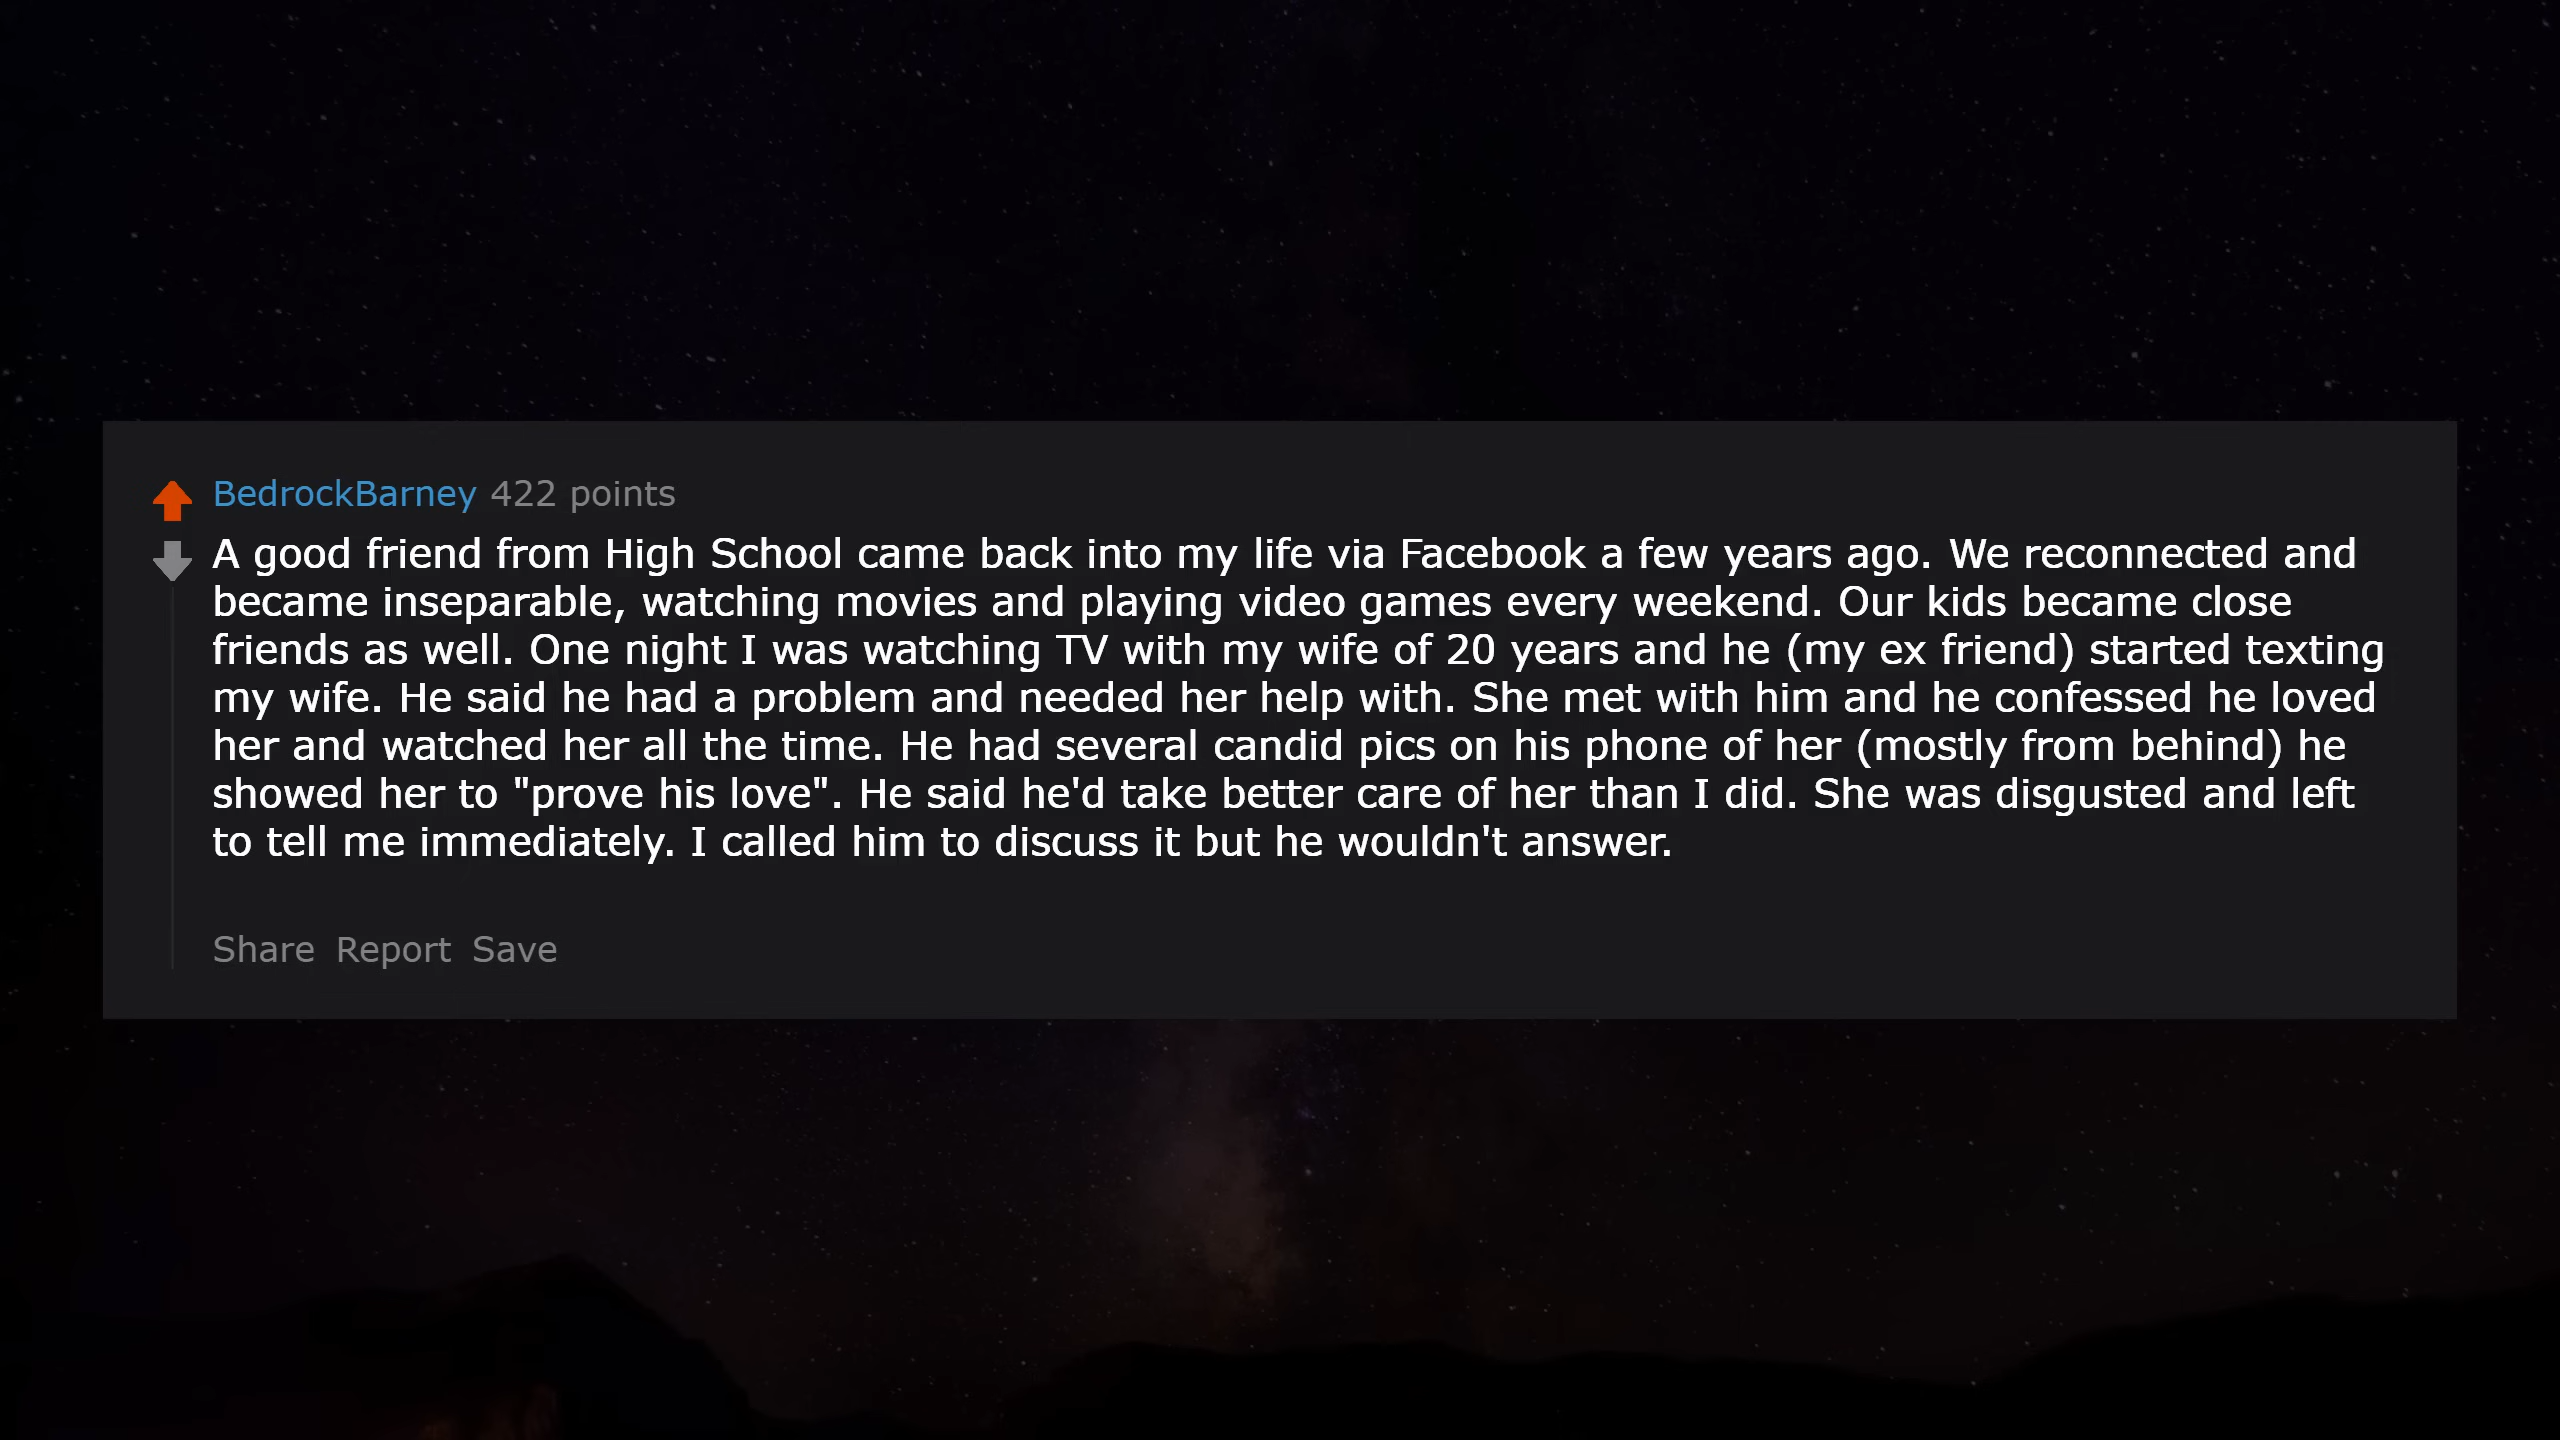 BedrockBarney 422 points
A good friend from High School came back into my life via Facebook a few years ago. We reconnected and
became inseparable, watching movies and playing video games every weekend. Our kids became close
friends as well. One night I was watching TV with my wife of 20 years and he (my ex friend) started texting
my wife. He said he had a problem and needed her help with. She met with him and he confessed he loved
her and watched her all the time. He had several candid pics on his phone of her (mostly from behind) he
showed her to "prove his love". He said he'd take better care of her than I did. She was disgusted and left
to tell me immediately. I called him to discuss it but he wouldn't answer.
Share Report Save